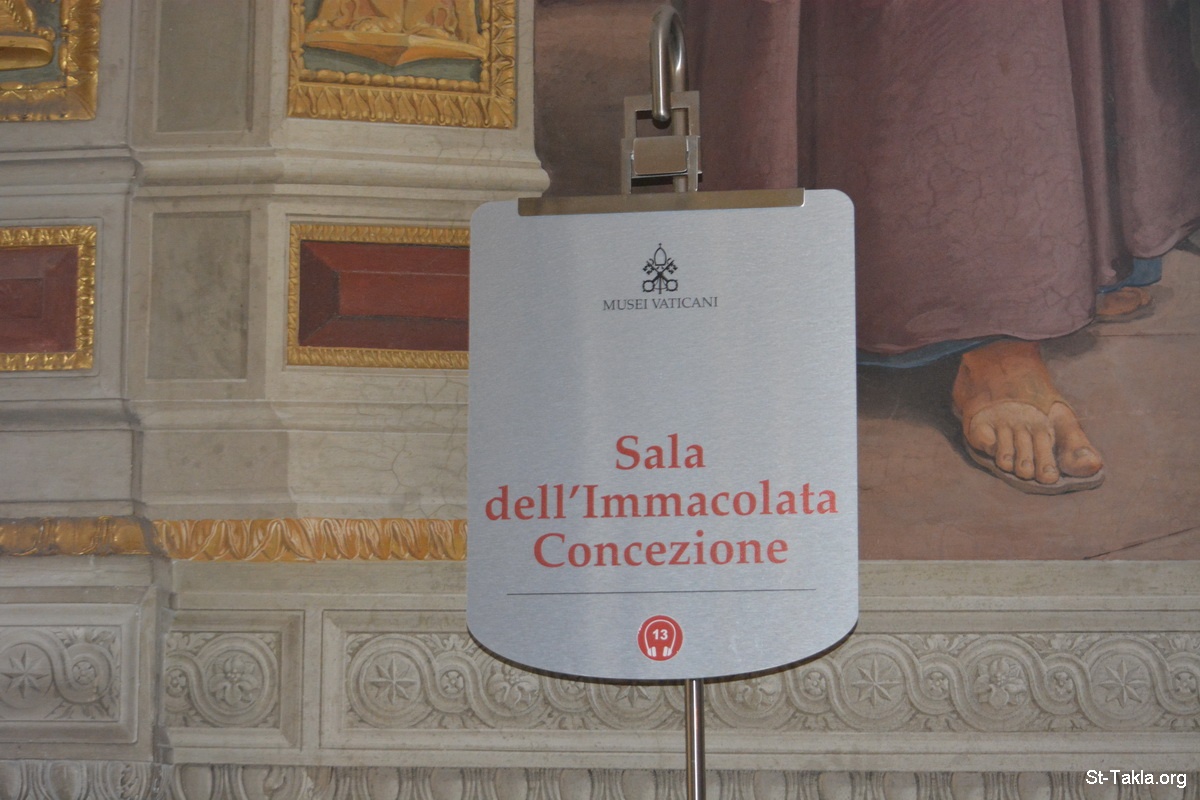 MUSEI VATICANI
Sala
dell’Immacolata
Concezione
13
St-Takla.org